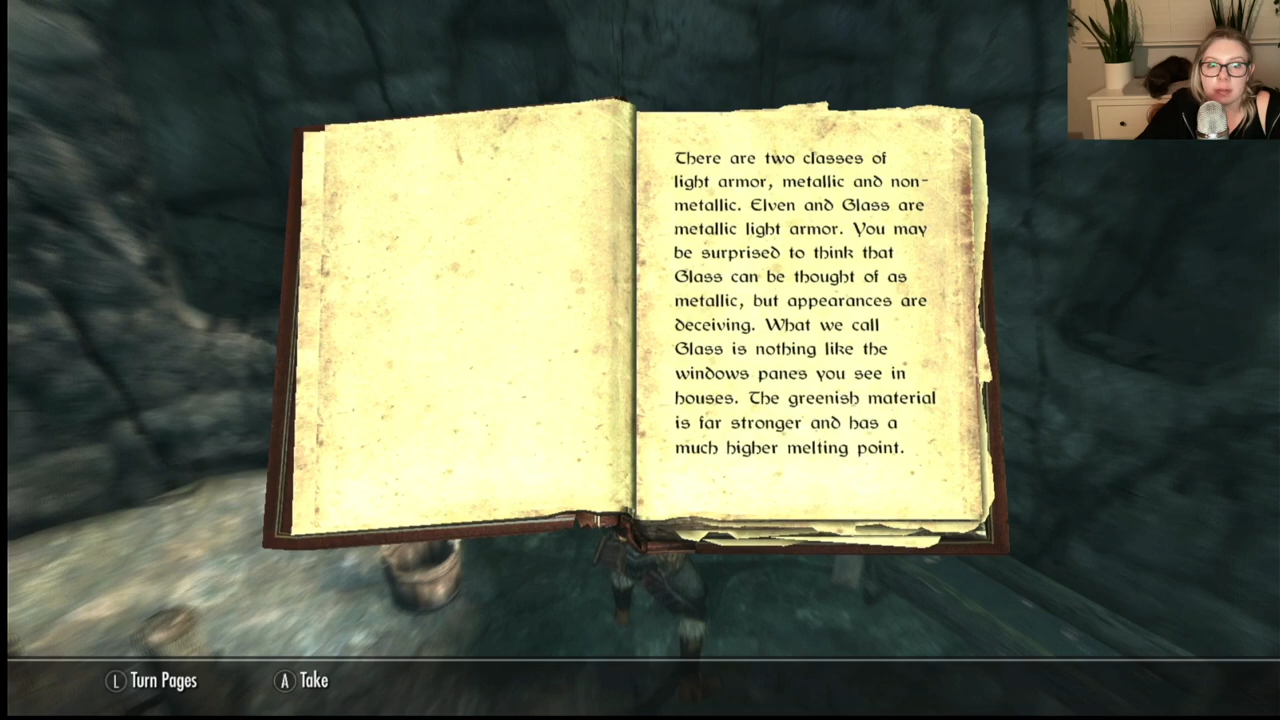 There are two classes of
light armor, metallic and non-
metallic. Elven and Glass are
metallic light armor. You may
be surprised to think that
Glass can be thought of as
metallic, but appearances are
deceiving. What we call
Glass is nothing like the
windows panes you see in
houses. The greenish material
is far stronger and has a
much higher melting point.
L Turn Pages
A Take